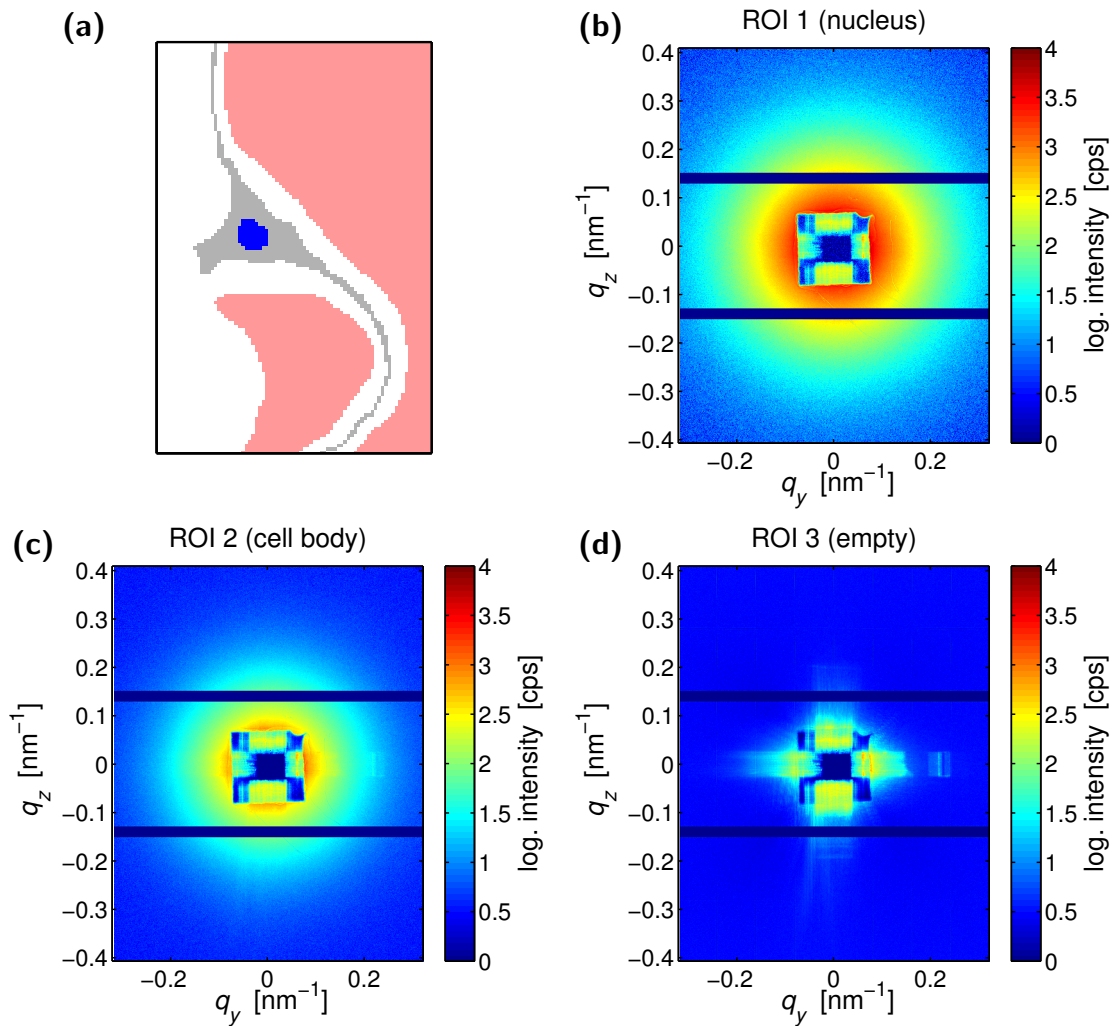 (a)
(b)
ROI 1 (nucleus)
0.4
0.3
0.2
0.1
0
−0.1
−0.2
−0.3
−0.4
q_z [nm⁻¹]
−0.2 0 0.2
q_y [nm⁻¹]
4
3.5
3
2.5
2
1.5
1
0.5
0
log. intensity [cps]
(c)
ROI 2 (cell body)
0.4
0.3
0.2
0.1
0
−0.1
−0.2
−0.3
−0.4
q_z [nm⁻¹]
−0.2 0 0.2
q_y [nm⁻¹]
4
3.5
3
2.5
2
1.5
1
0.5
0
log. intensity [cps]
(d)
ROI 3 (empty)
0.4
0.3
0.2
0.1
0
−0.1
−0.2
−0.3
−0.4
q_z [nm⁻¹]
−0.2 0 0.2
q_y [nm⁻¹]
4
3.5
3
2.5
2
1.5
1
0.5
0
log. intensity [cps]